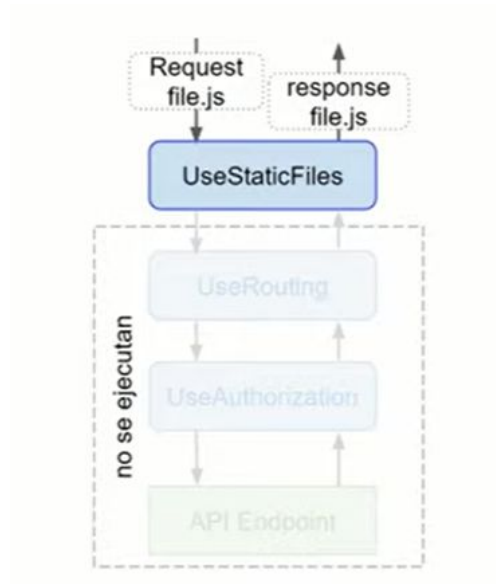 Request
file.js
response
file.js
UseStaticFiles
no se ejecutan
UseRouting
UseAuthorization
API Endpoint